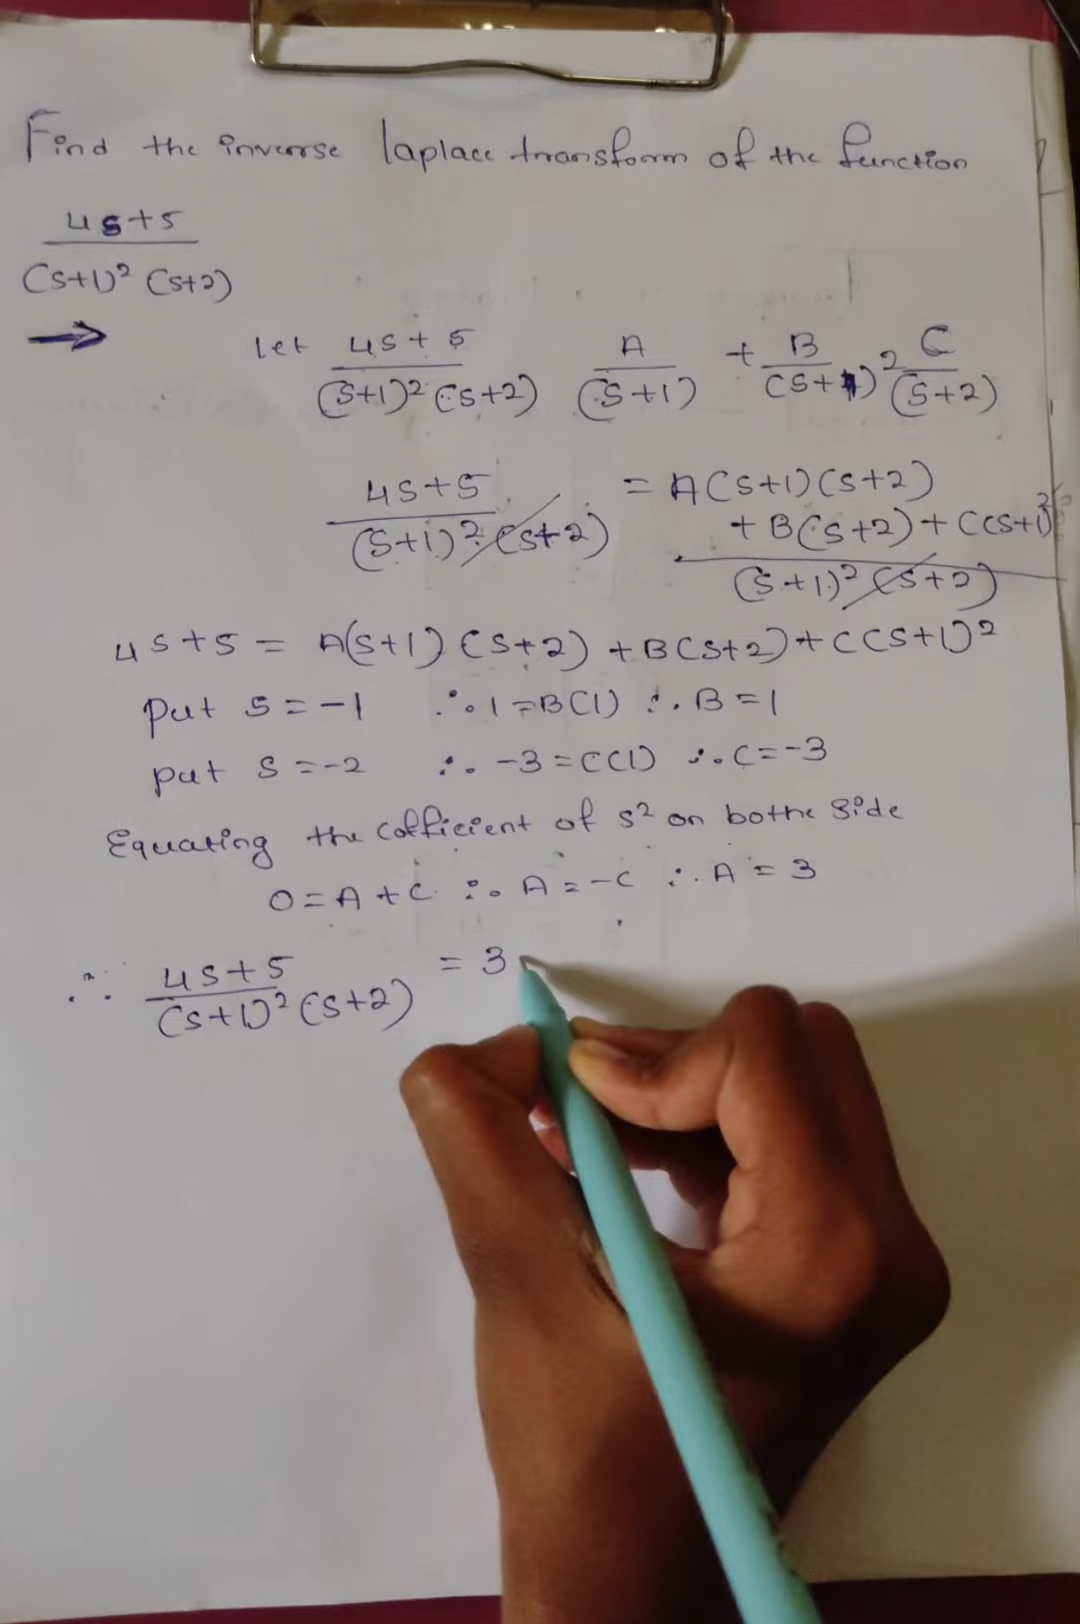 Find the inverse laplace transform of the function
4s+5
(s+1)² (s+2)
→ Let 4s+5 / (s+1)² (s+2) A / (s+1) + B / (s+1)² C / (s+2)
4s+5 / (s+1)² (s+2) = A(s+1)(s+2) + B(s+2) + C(s+1)² / (s+1)² (s+2)
4s+5 = A(s+1) (s+2) + B(s+2) + C(s+1)²
put s=-1 ∴ 1=B(1) ∴ B=1
put s=-2 ∴ -3=C(1) ∴ C=-3
Equating the cofficient of s² on bothe side
0=A+C ∴ A=-C ∴ A=3
∴ 4s+5 / (s+1)² (s+2) = 3